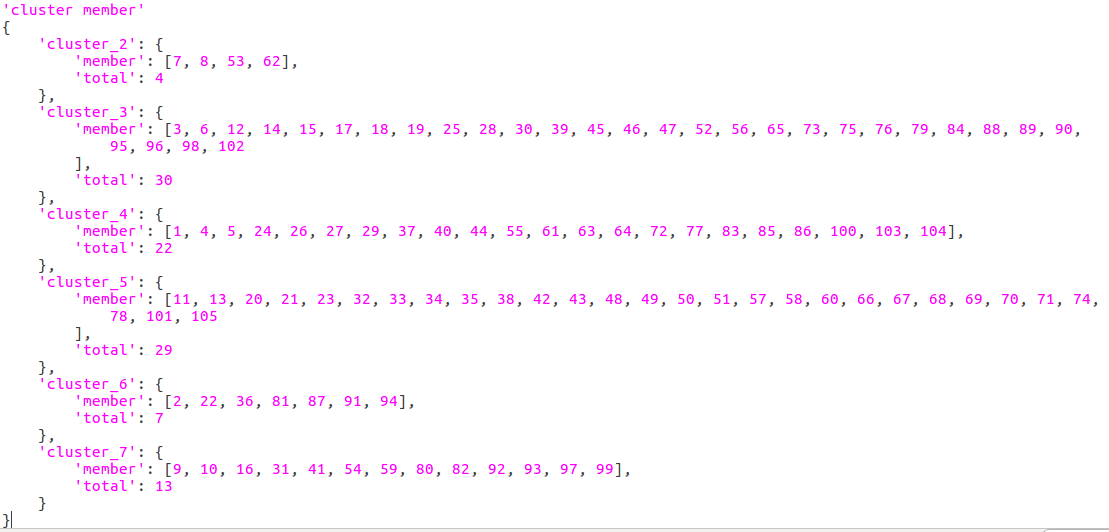 'cluster member'
{
    'cluster_2': {
        'member': [7, 8, 53, 62],
        'total': 4
    },
    'cluster_3': {
        'member': [3, 6, 12, 14, 15, 17, 18, 19, 25, 28, 30, 39, 45, 46, 47, 52, 56, 65, 73, 75, 76, 79, 84, 88, 89, 90,
            95, 96, 98, 102
        ],
        'total': 30
    },
    'cluster_4': {
        'member': [1, 4, 5, 24, 26, 27, 29, 37, 40, 44, 55, 61, 63, 64, 72, 77, 83, 85, 86, 100, 103, 104],
        'total': 22
    },
    'cluster_5': {
        'member': [11, 13, 20, 21, 23, 32, 33, 34, 35, 38, 42, 43, 48, 49, 50, 51, 57, 58, 60, 66, 67, 68, 69, 70, 71, 74,
            78, 101, 105
        ],
        'total': 29
    },
    'cluster_6': {
        'member': [2, 22, 36, 81, 87, 91, 94],
        'total': 7
    },
    'cluster_7': {
        'member': [9, 10, 16, 31, 41, 54, 59, 80, 82, 92, 93, 97, 99],
        'total': 13
    }
}